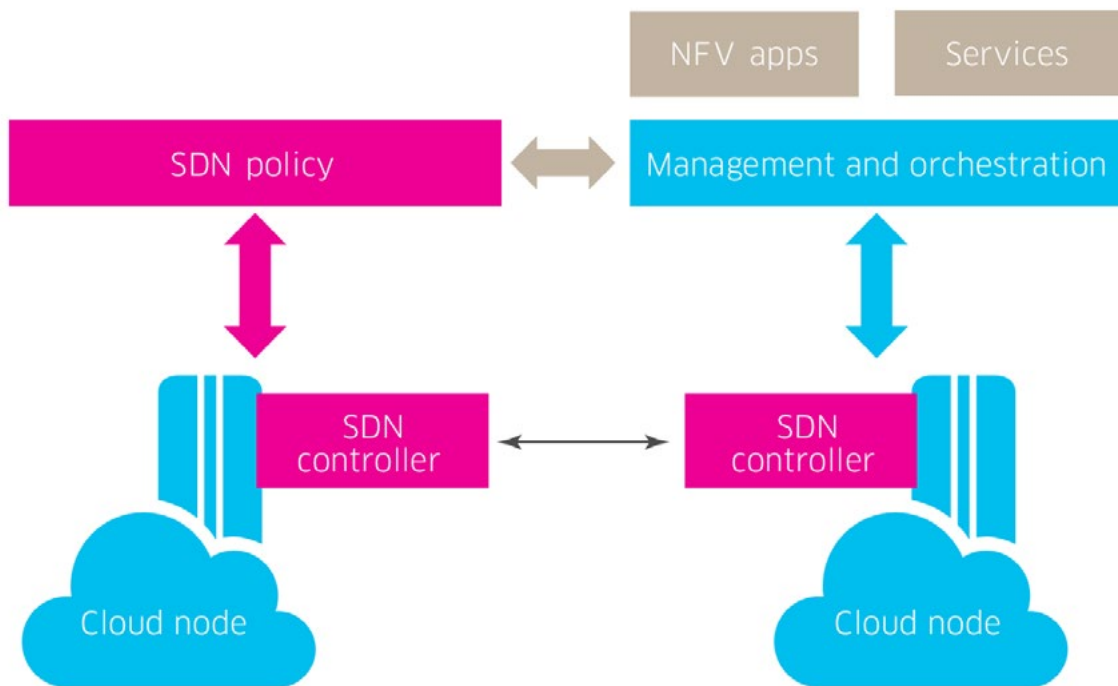 NFV apps
Services
SDN policy
Management and orchestration
SDN
controller
SDN
controller
Cloud node
Cloud node